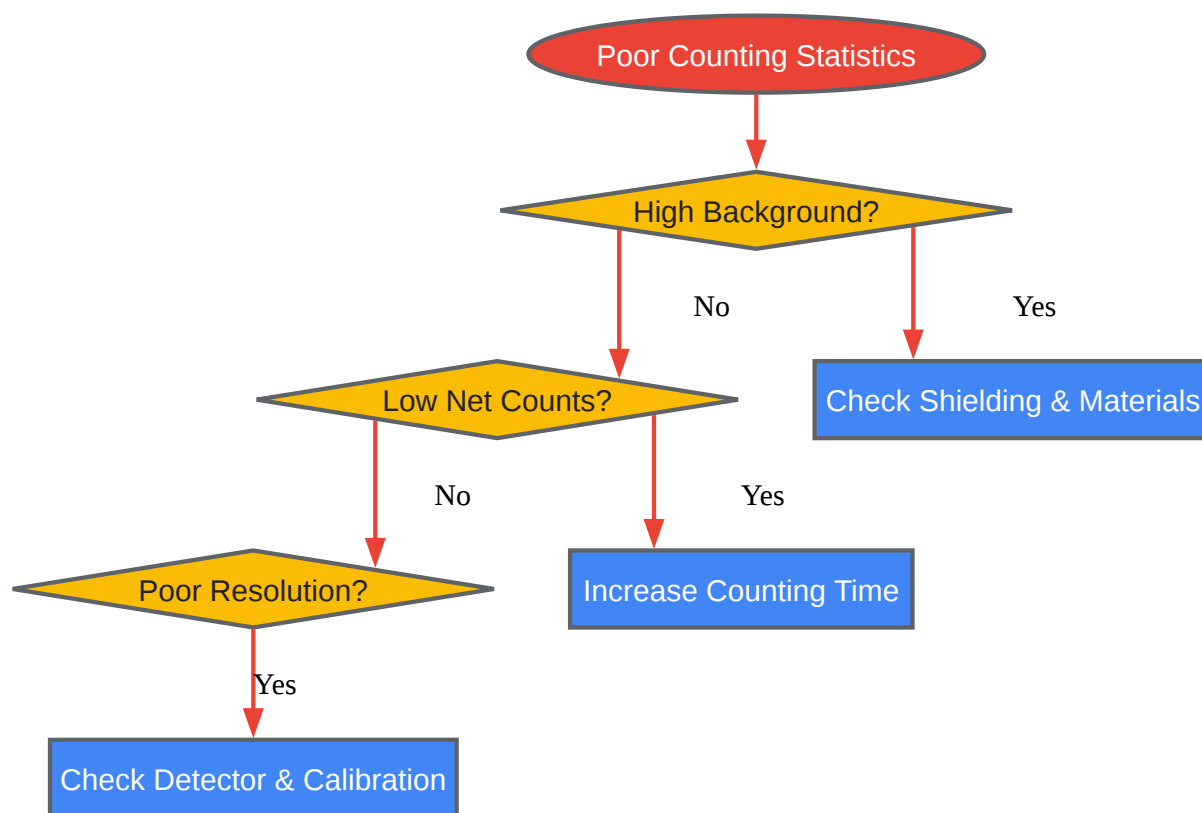 Poor Counting Statistics
High Background?
No
Yes
Low Net Counts?
Check Shielding & Materials
No
Yes
Poor Resolution?
Increase Counting Time
Yes
Check Detector & Calibration